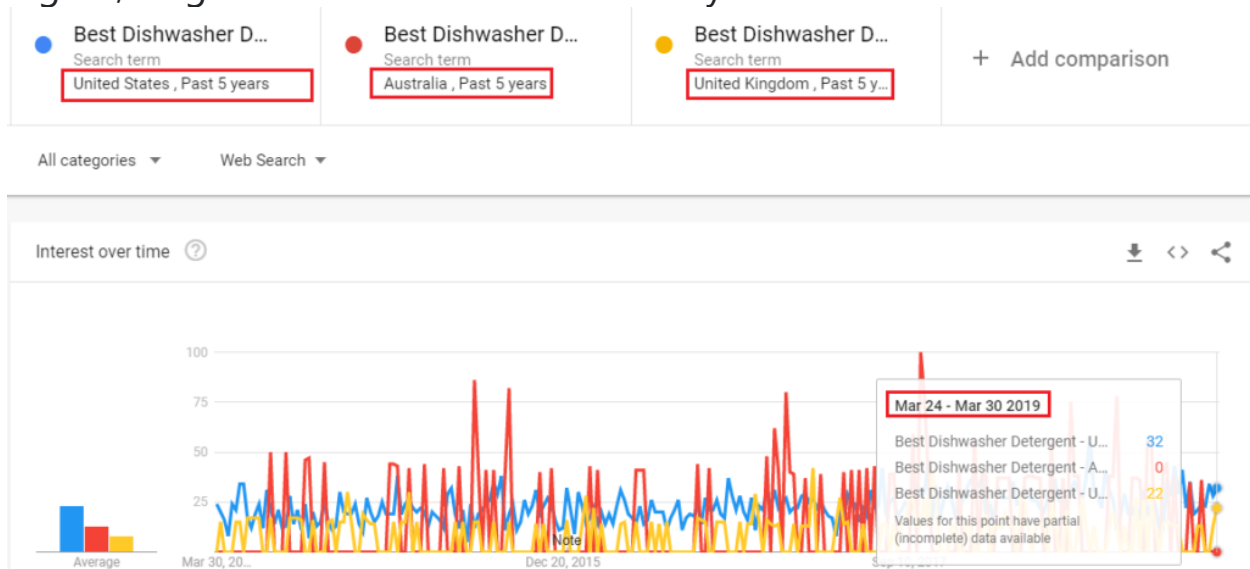 Best Dishwasher D...
Search term
United States , Past 5 years
Best Dishwasher D...
Search term
Australia , Past 5 years
Best Dishwasher D...
Search term
United Kingdom , Past 5 y...
+ Add comparison
All categories
Web Search
Interest over time
100
75
50
25
Average
Mar 30, 20...
Note
Dec 20, 2015
Mar 24 - Mar 30 2019
Best Dishwasher Detergent - U... 32
Best Dishwasher Detergent - A... 0
Best Dishwasher Detergent - U... 22
Values for this point have partial
(incomplete) data available